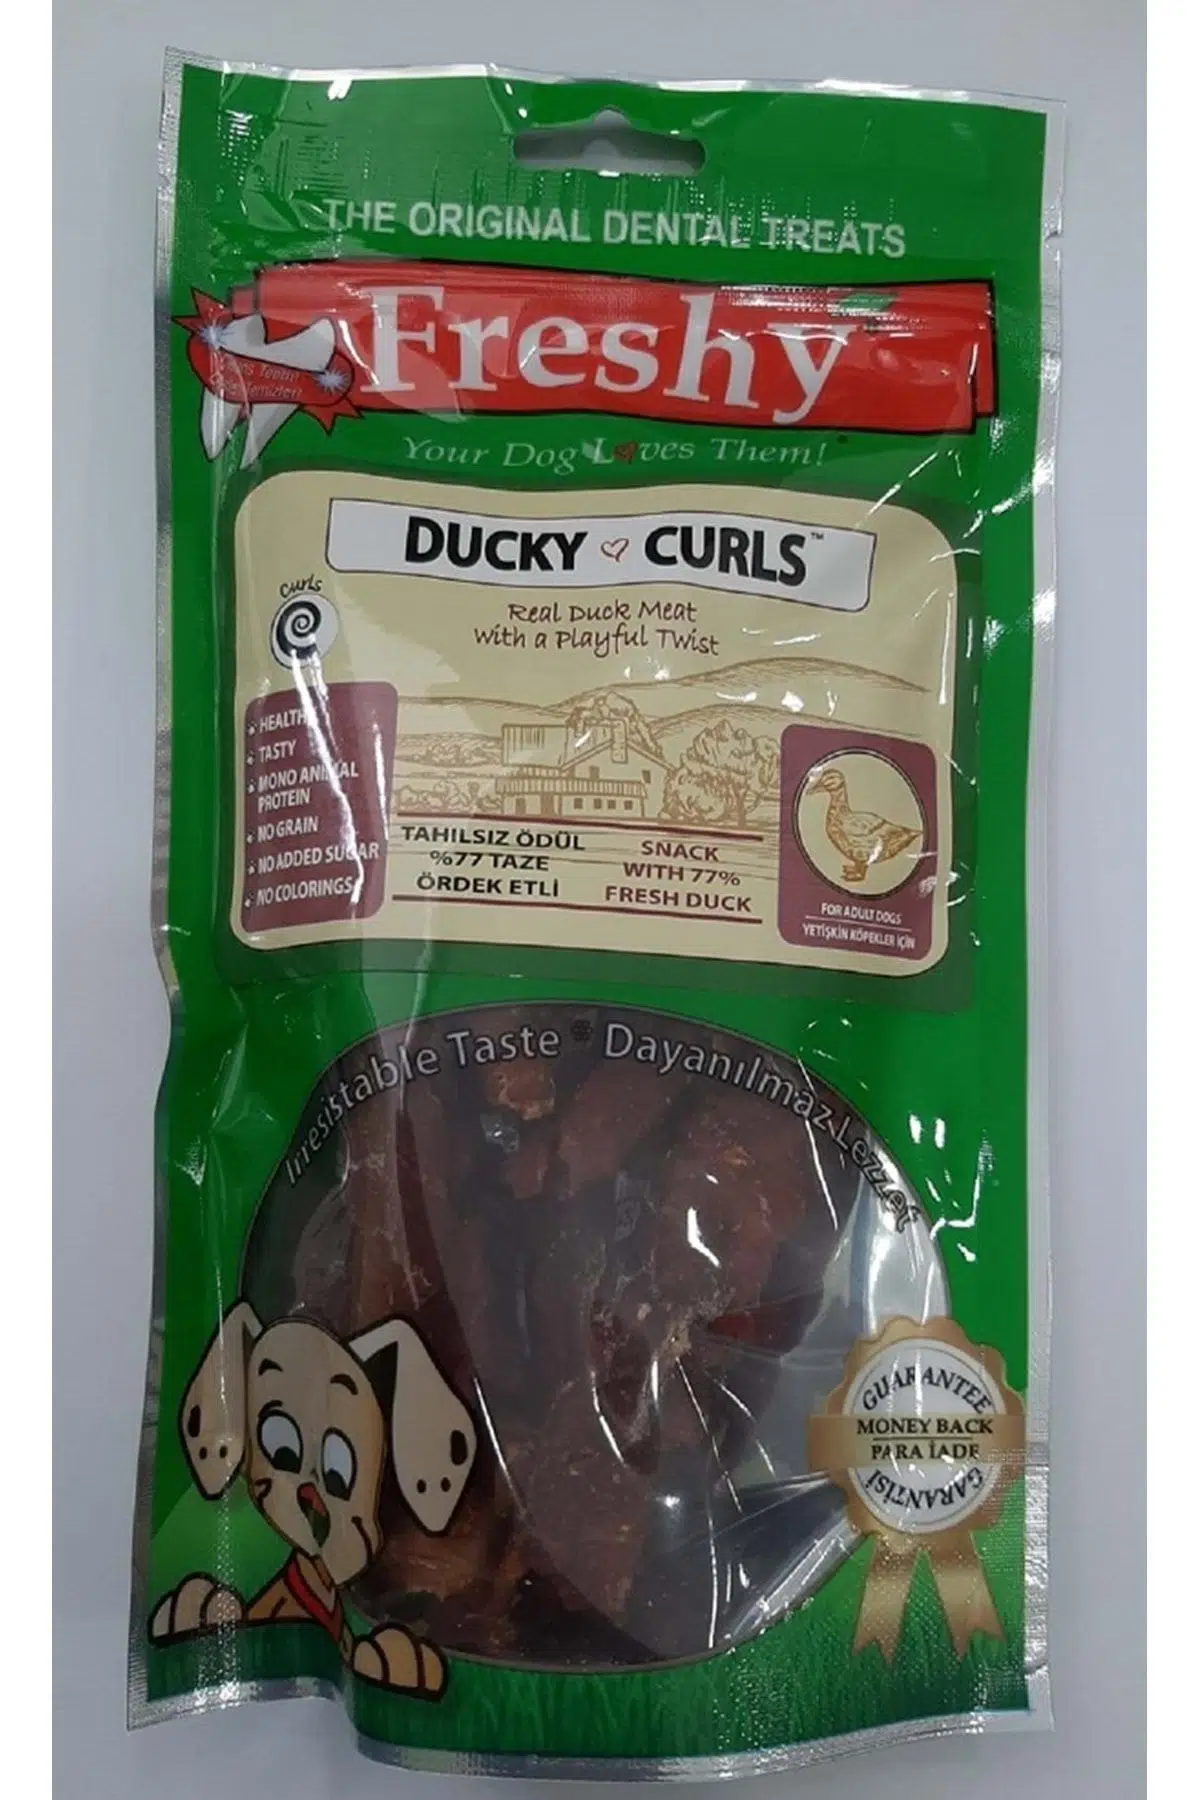 THE ORIGINAL DENTAL TREATS
Freshy
Teeth
Your Dog Loves Them!
DUCKY CURLS™
Curls
Real Duck Meat
with a Playful Twist
HEALTHY
TASTY
MONO ANIMAL
PROTEIN
NO GRAIN
NO ADDED SUGAR
NO COLORINGS
TAHILSIZ ÖDÜL
%77 TAZE
ÖRDEK ETLİ
SNACK
WITH 77%
FRESH DUCK
FOR ADULT DOGS
YETİŞKİN KÖPEKLER İÇİN
Irresistable Taste * Dayanılmaz Lezzet
GUARANTEE
MONEY BACK
PARA İADE
GARANTİSİ